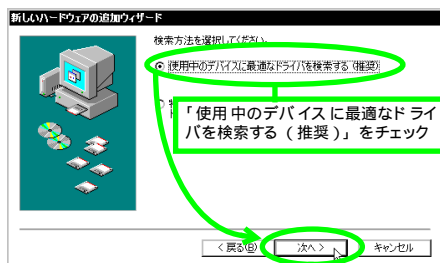 新しいハードウェアの追加ウィザード
検索方法を選択してください。
使用中のデバイスに最適なドライバを検索する (推奨)
「使用中のデバイスに最適なドライ
バを検索する（推奨）」をチェック
< 戻る(B)
次へ >
キャンセル